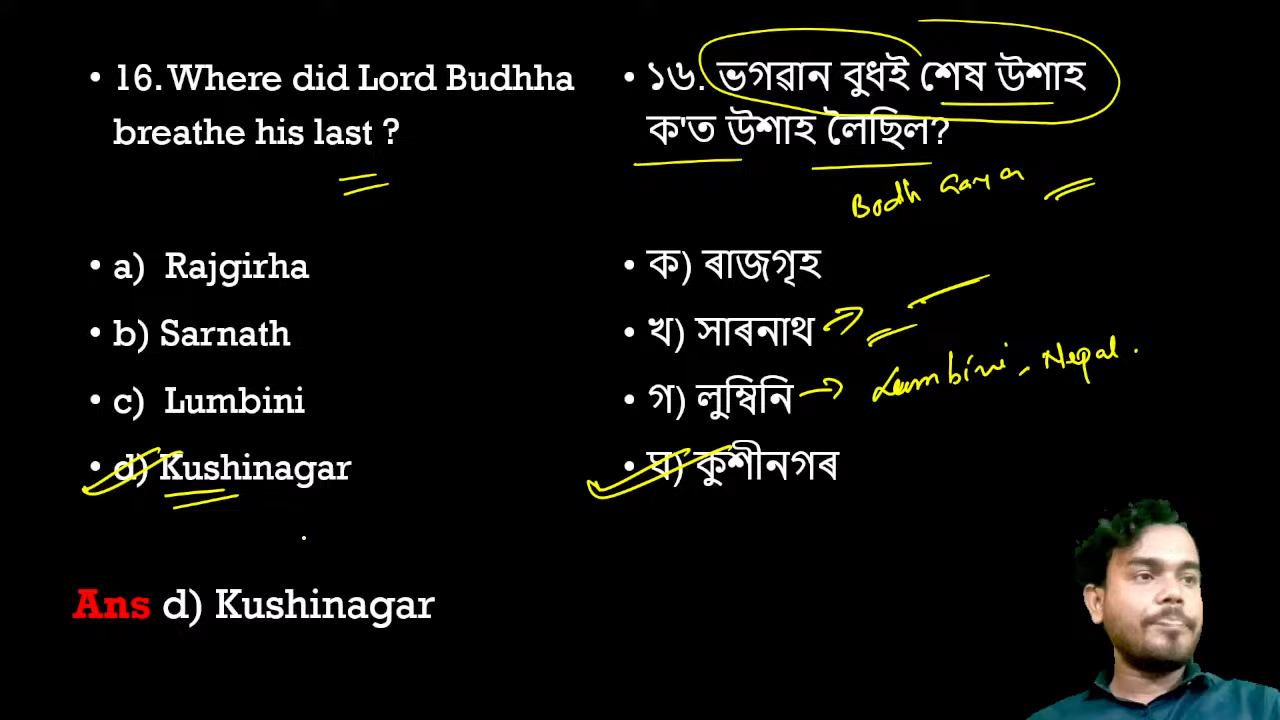 • 16. Where did Lord Budhha
breathe his last ?
• a) Rajgirha
• b) Sarnath
• c) Lumbini
• d) Kushinagar
Ans d) Kushinagar
• ১৬. ভগৱান বুধই শেষ উশাহ
ক'ত উশাহ লৈছিল?
Bodh Gaya
• ক) ৰাজগৃহ
• খ) সাৰনাথ
• গ) লুম্বিনি
Lumbini, Nepal.
• ঘ) কুশীনগৰ